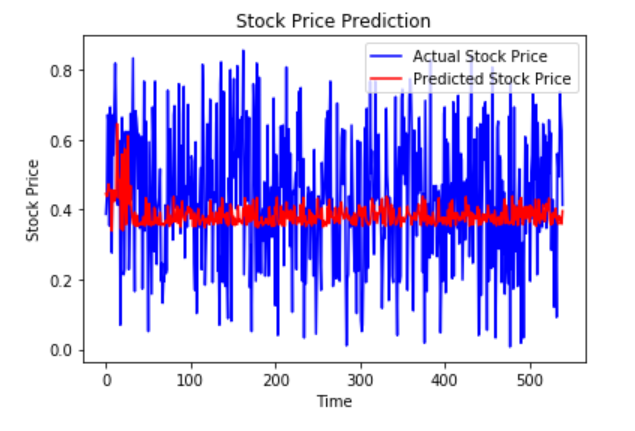 Stock Price Prediction
Actual Stock Price
Predicted Stock Price
Stock Price
0.8
0.6
0.4
0.2
0.0
0 100 200 300 400 500
Time